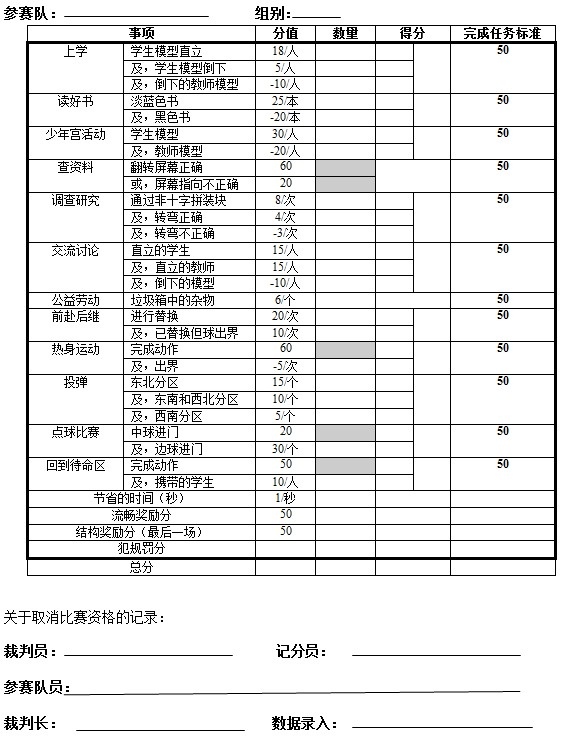 参赛队： 组别:
事项 分值 数量 得分 完成任务标准
上学 学生模型直立 18/人 50
及，学生模型倒下 5/人
及，倒下的教师模型 -10/人
读好书 淡蓝色书 25/本 50
及，黑色书 -20/本
少年宫活动 学生模型 30/人 50
及，教师模型 -20/人
查资料 翻转屏幕正确 60 50
或，屏幕指向不正确 20
调查研究 通过非十字拼装块 8/次 50
及，转弯正确 4/次
及，转弯不正确 -3/次
交流讨论 直立的学生 15/人 50
及，直立的教师 15/人
及，倒下的模型 -10/人
公益劳动 垃圾箱中的杂物 6/个 50
前赴后继 进行替换 20/次 50
及，已替换但球出界 10/次
热身运动 完成动作 60 50
及，出界 -5/次
投弹 东北分区 15/个 50
及，东南和西北分区 10/个
及，西南分区 5/个
点球比赛 中球进门 20 50
及，边球进门 30/个
回到待命区 完成动作 50 50
及，携带的学生 10/人
节省的时间（秒） 1/秒
流畅奖励分 50
结构奖励分（最后一场） 50
犯规罚分
总分
关于取消比赛资格的记录：
裁判员： 记分员：
参赛队员：
裁判长： 数据录入：